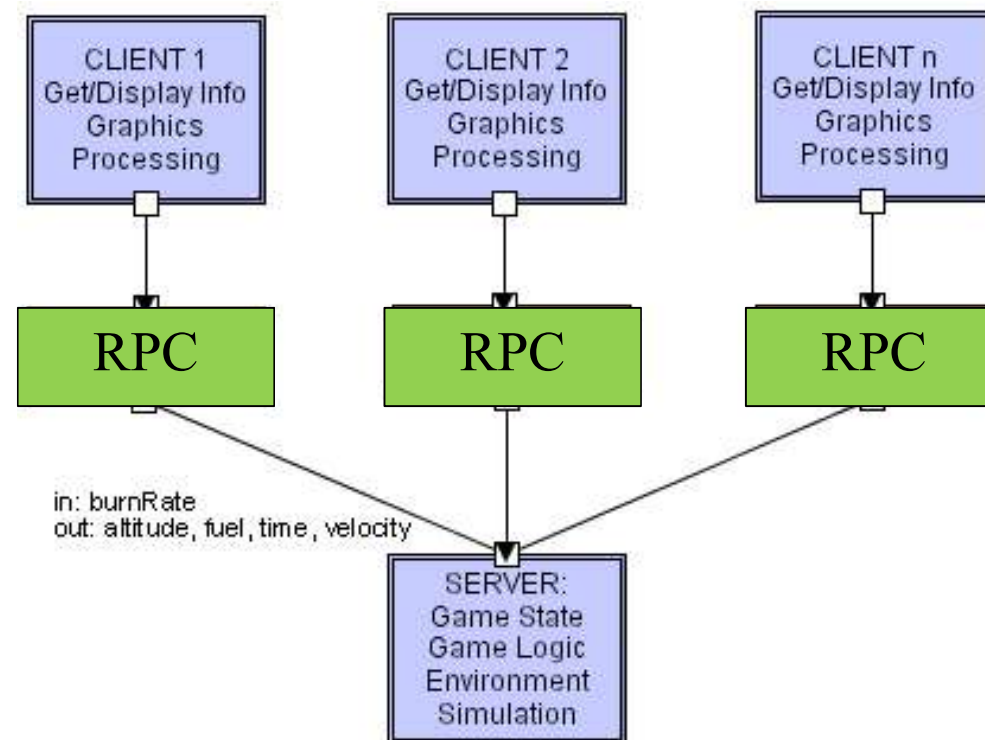 CLIENT 1
Get/Display Info
Graphics
Processing
CLIENT 2
Get/Display Info
Graphics
Processing
CLIENT n
Get/Display Info
Graphics
Processing
RPC
RPC
RPC
in: burnRate
out: altitude, fuel, time, velocity
SERVER:
Game State
Game Logic
Environment
Simulation